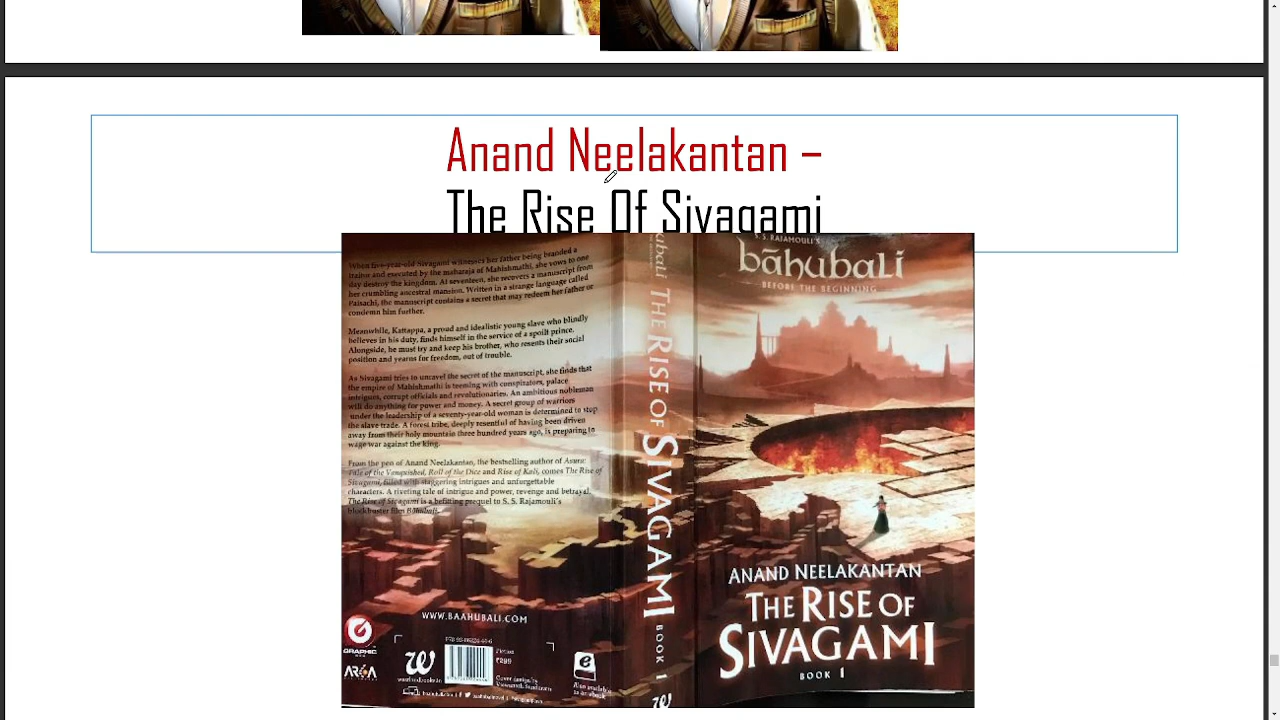 Anand Neelakantan –
The Rise Of Sivagami
When five-year-old Sivagami witnesses her father being branded a
traitor and executed by the maharaja of Mahishmathi, she vows to one
day destroy the kingdom. At seventeen, she recovers a manuscript from
her crumbling ancestral mansion. Written in a strange language called
Paisachi, the manuscript contains a secret that may redeem her father or
condemn him further.
Meanwhile, Kattappa, a proud and idealistic young slave who blindly
believes in his duty, finds himself in the service of a spoilt prince.
Alongside, he must try and keep his brother, who resents their social
position and yearns for freedom, out of trouble.
As Sivagami tries to unravel the secret of the manuscript, she finds that
the empire of Mahishmathi is teeming with conspirators, palace
intrigues, corrupt officials and revolutionaries. An ambitious nobleman
will do anything for power and money. A secret group of warriors
under the leadership of a seventy-year-old woman is determined to stop
the slave trade. A forest tribe, deeply resentful of having been driven
away from their holy mountain three hundred years ago, is preparing to
wage war against the king.
From the pen of Anand Neelakantan, the bestselling author of Asura:
Tale of the Vanquished, Roll of the Dice and Rise of Kali, comes The Rise of
Sivagami, filled with staggering intrigues and unforgettable
characters. A riveting tale of intrigue and power, revenge and betrayal,
The Rise of Sivagami is a befitting prequel to S. S. Rajamouli's
blockbuster film Bāhubali.
WWW.BAAHUBALI.COM
GRAPHIC
ARKA
w
Fiction
₹299
Cover design by
e
Also available
as an ebook
THE RISE OF SIVAGAMI BOOK 1
w
S. S. RAJAMOULI'S
bāhubali
BEFORE THE BEGINNING
ANAND NEELAKANTAN
THE RISE OF
SIVAGAMI
BOOK 1